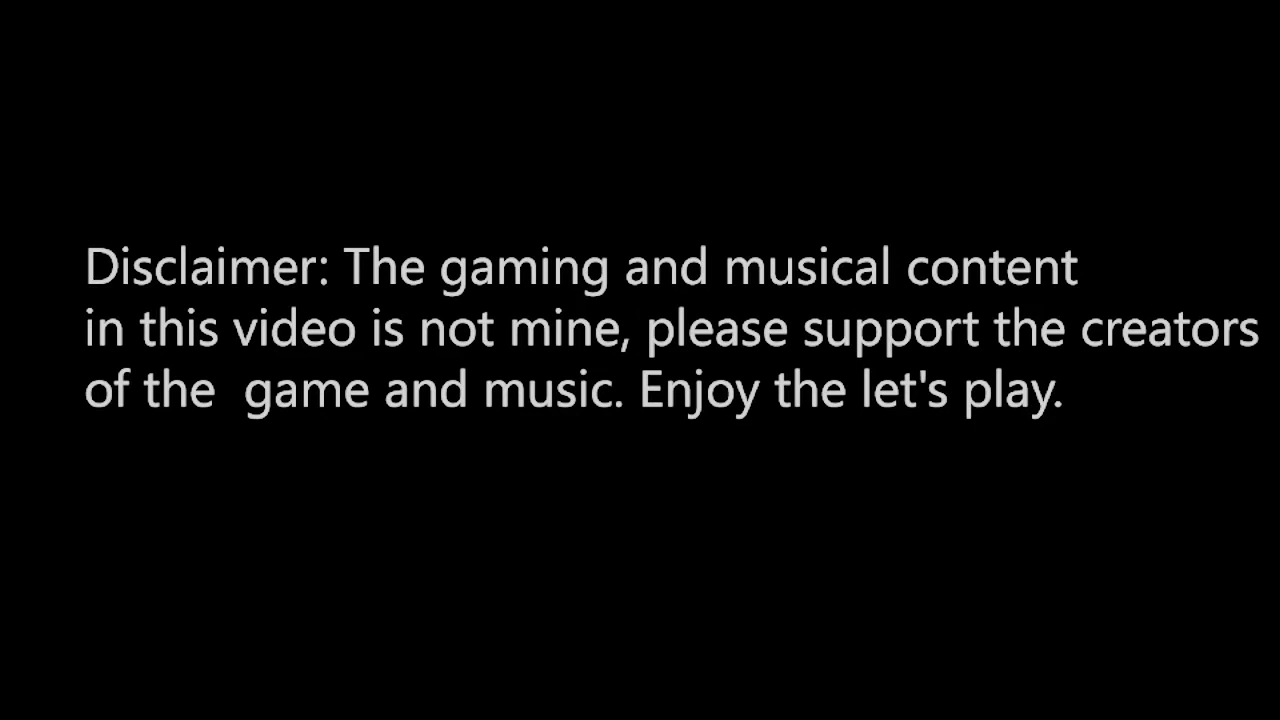 Disclaimer: The gaming and musical content
in this video is not mine, please support the creators
of the  game and music. Enjoy the let's play.